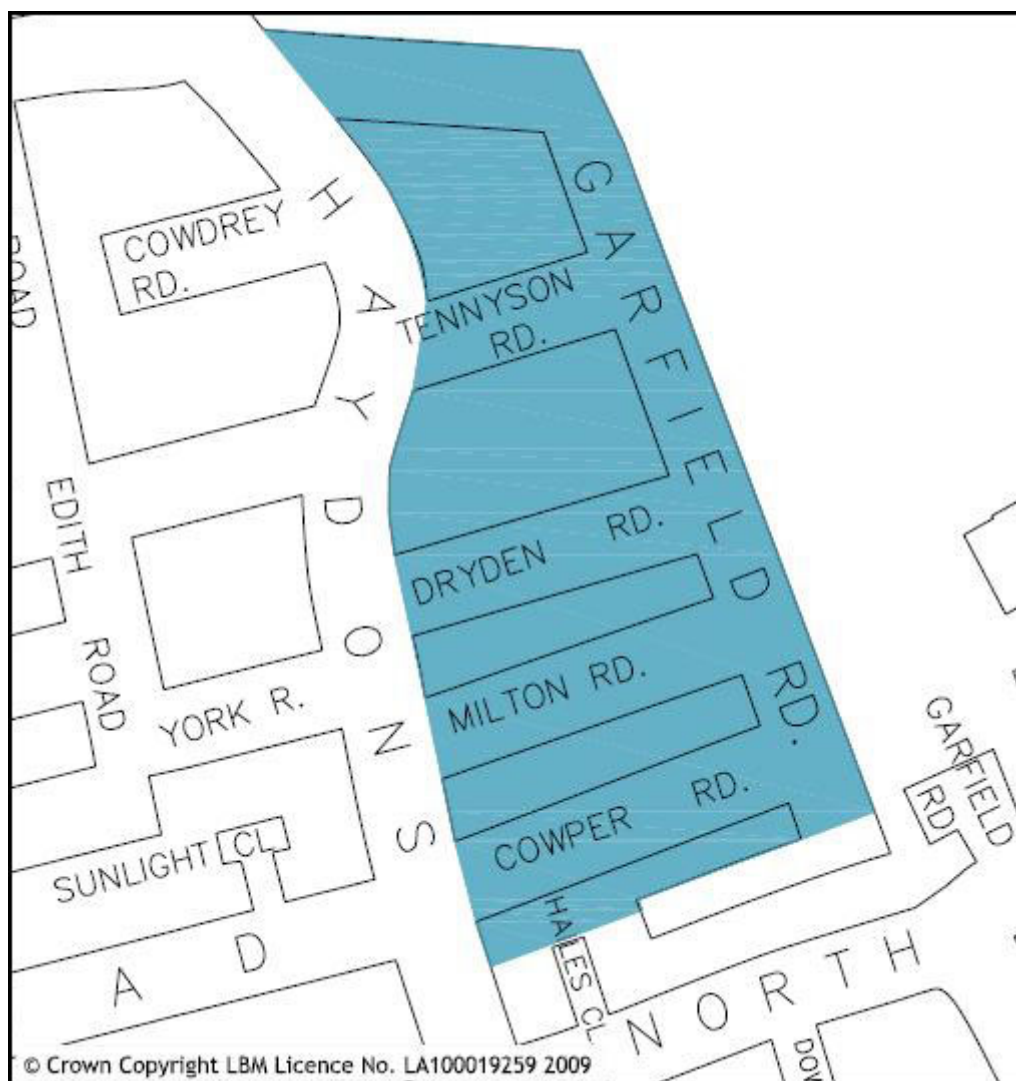 COWDREY
RD.
ROAD
HAYDONS
GARFIELD RD.
TENNYSON
RD.
EDITH
ROAD
DRYDEN RD.
MILTON RD.
YORK R.
COWPER RD.
SUNLIGHT CL
GARFIELD
RD
HALES CL
AD
NORTH
© Crown Copyright LBM Licence No. LA100019259 2009